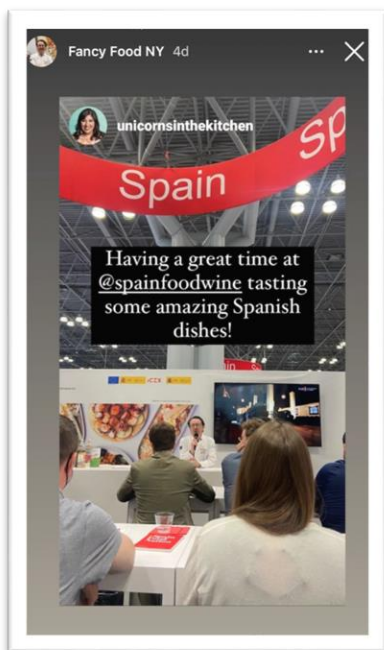 Fancy Food NY 4d
unicornsinthekitchen
Sp
Spain
Having a great time at
@spainfoodwine tasting
some amazing Spanish
dishes!